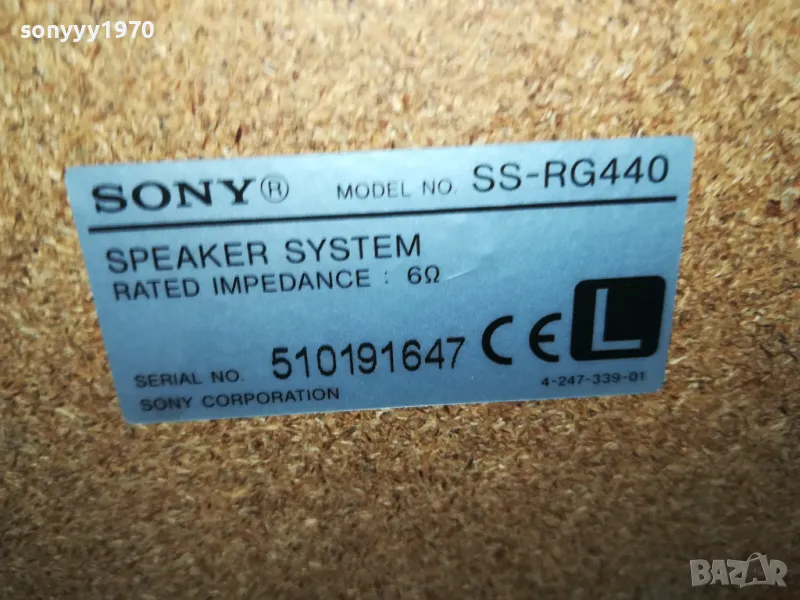 sonyyy1970
SONY® MODEL NO. SS-RG440
SPEAKER SYSTEM
RATED IMPEDANCE : 6Ω
SERIAL NO. 510191647 CE L
SONY CORPORATION 4-247-339-01
BAZAR